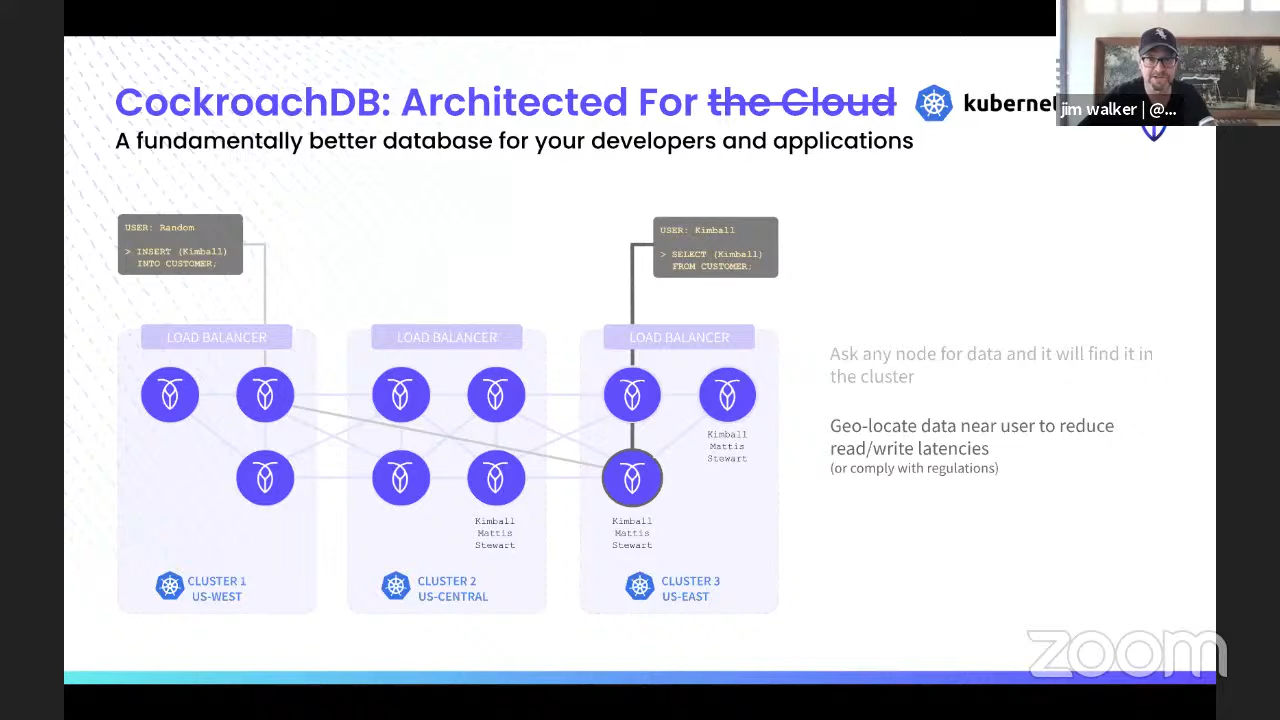 CockroachDB: Architected For the Cloud
kubernet
jim walker | @...
A fundamentally better database for your developers and applications
USER: Random
> INSERT (Kimball)
INTO CUSTOMER;
USER: Kimball
> SELECT (Kimball)
FROM CUSTOMER;
LOAD BALANCER
LOAD BALANCER
LOAD BALANCER
Ask any node for data and it will find it in
the cluster
Geo-locate data near user to reduce
read/write latencies
(or comply with regulations)
Kimball
Mattis
Stewart
Kimball
Mattis
Stewart
Kimball
Mattis
Stewart
CLUSTER 1
US-WEST
CLUSTER 2
US-CENTRAL
CLUSTER 3
US-EAST
zoom